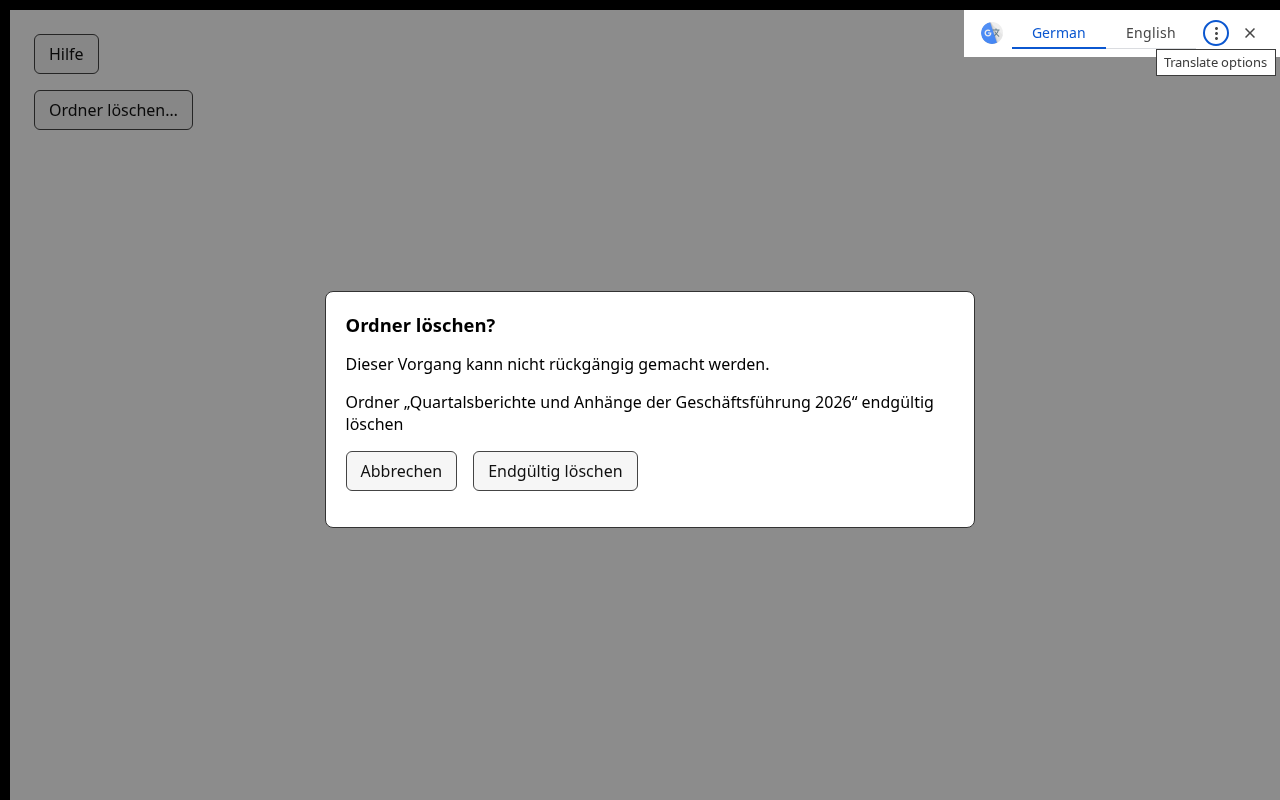 Hilfe
Ordner löschen…
German English
Translate options
Ordner löschen?
Dieser Vorgang kann nicht rückgängig gemacht werden.
Ordner „Quartalsberichte und Anhänge der Geschäftsführung 2026“ endgültig
löschen
Abbrechen Endgültig löschen